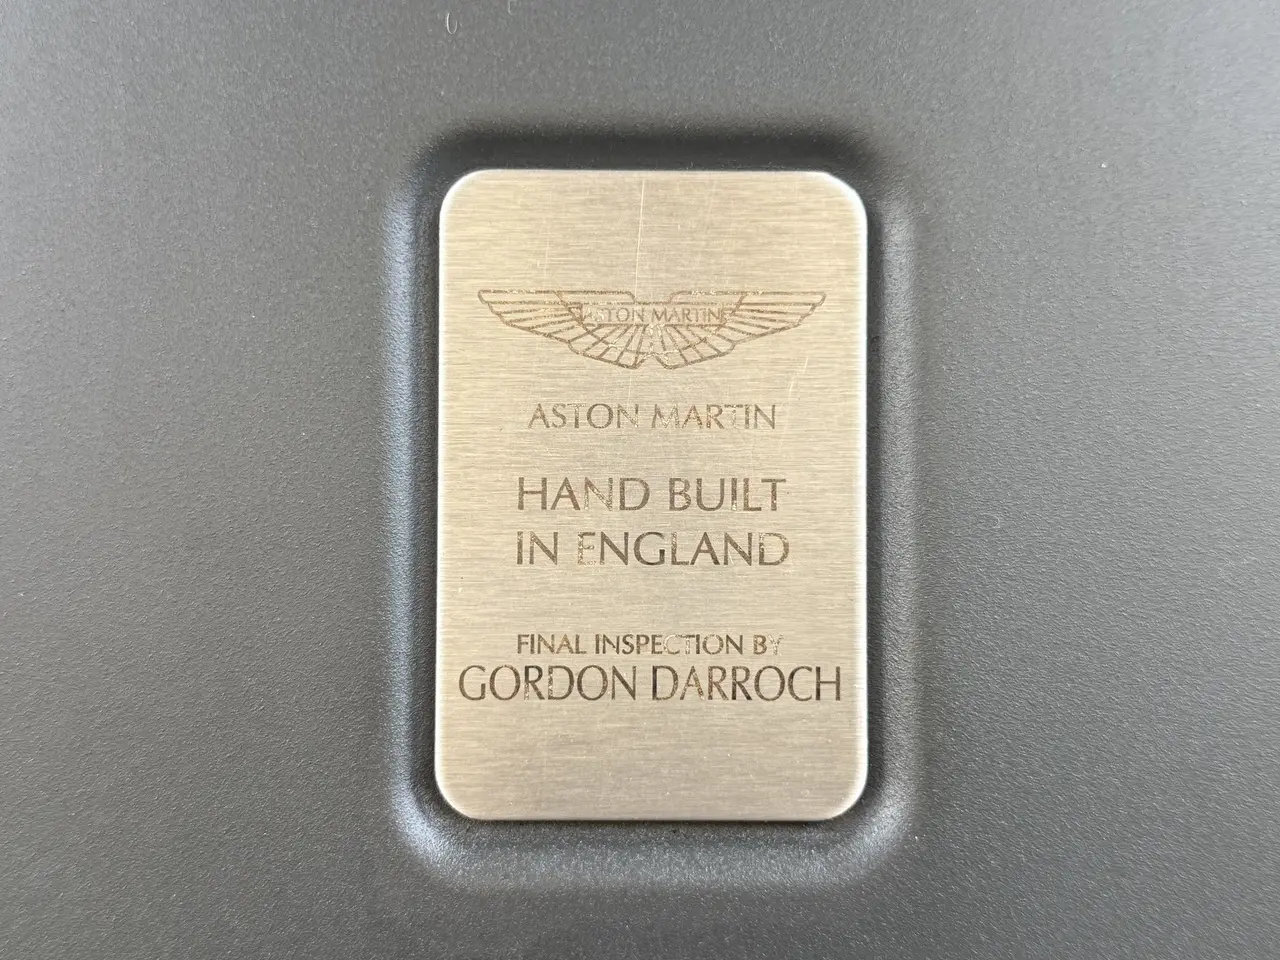 ASTON MARTIN
ASTON MARTIN
HAND BUILT
IN ENGLAND
FINAL INSPECTION BY
GORDON DARROCH